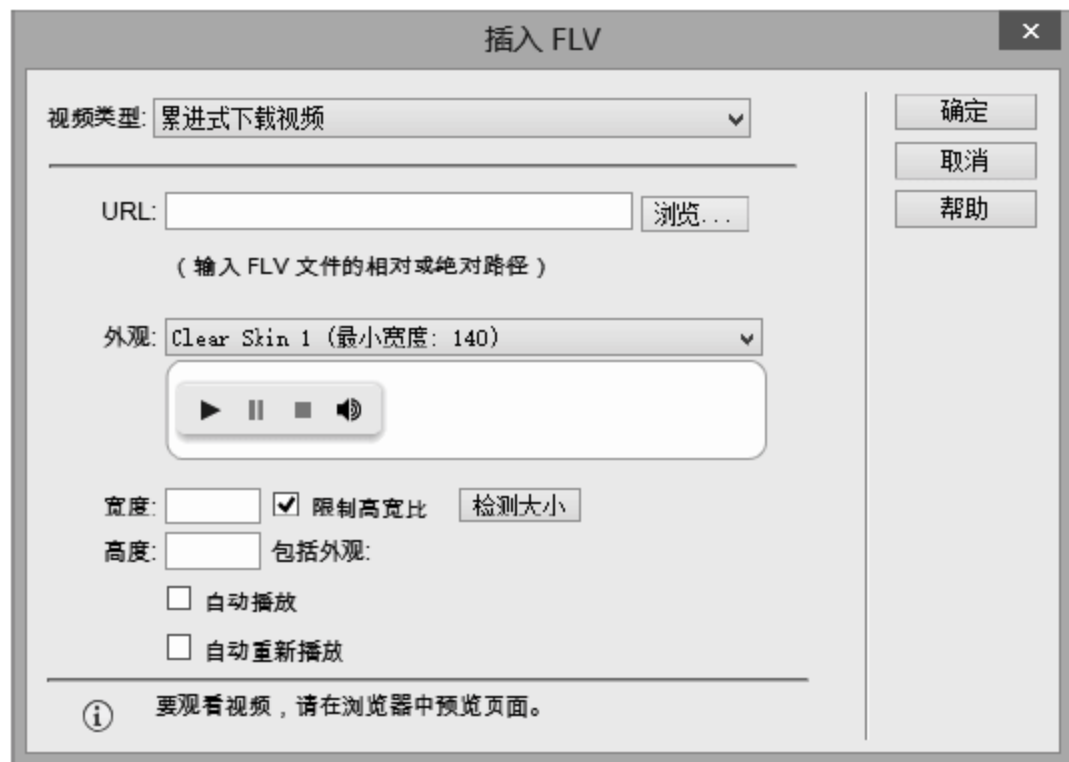 插入 FLV
视频类型: 累进式下载视频
确定
取消
帮助
URL: 浏览...
(输入 FLV 文件的相对或绝对路径)
外观: Clear Skin 1 (最小宽度: 140)
宽度: 限制高宽比 检测大小
高度: 包括外观:
自动播放
自动重新播放
要观看视频，请在浏览器中预览页面。